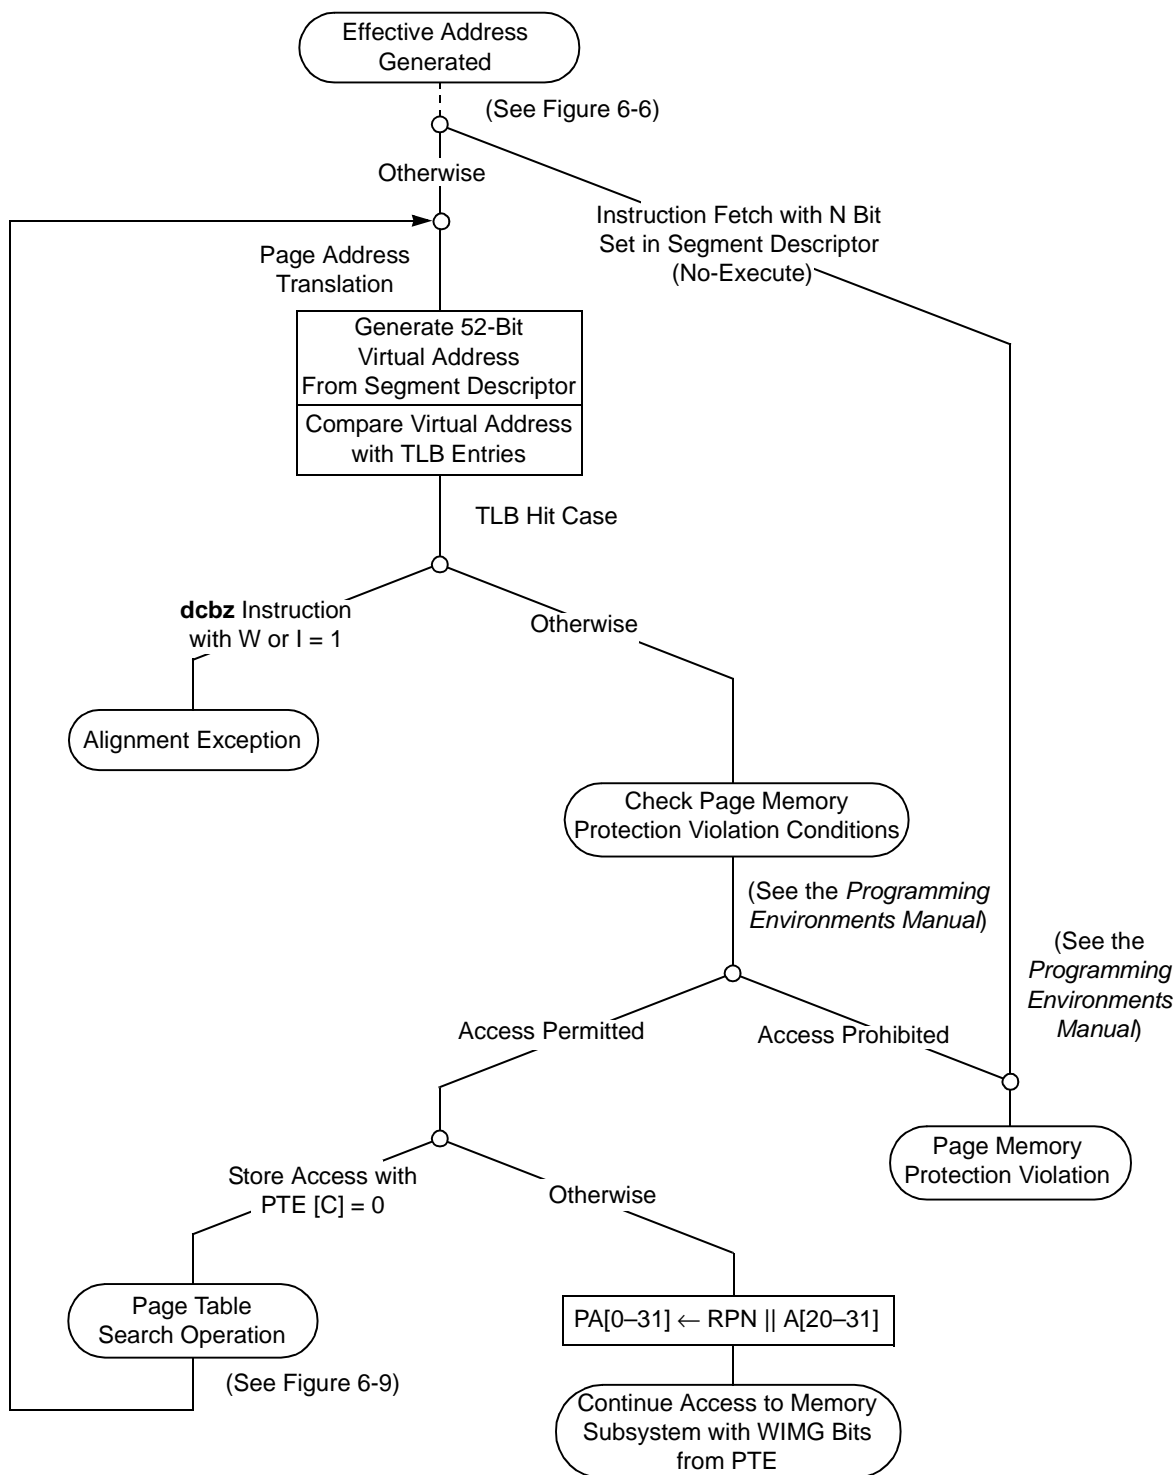 Effective Address
Generated
(See Figure 6-6)
Otherwise
Instruction Fetch with N Bit
Set in Segment Descriptor
(No-Execute)
Page Address
Translation
Generate 52-Bit
Virtual Address
From Segment Descriptor
Compare Virtual Address
with TLB Entries
TLB Hit Case
dcbz Instruction
with W or I = 1
Otherwise
Alignment Exception
Check Page Memory
Protection Violation Conditions
(See the Programming
Environments Manual)
(See the
Programming
Environments
Manual)
Access Permitted
Access Prohibited
Page Memory
Protection Violation
Store Access with
PTE [C] = 0
Otherwise
Page Table
Search Operation
(See Figure 6-9)
PA[0–31] ← RPN || A[20–31]
Continue Access to Memory
Subsystem with WIMG Bits
from PTE